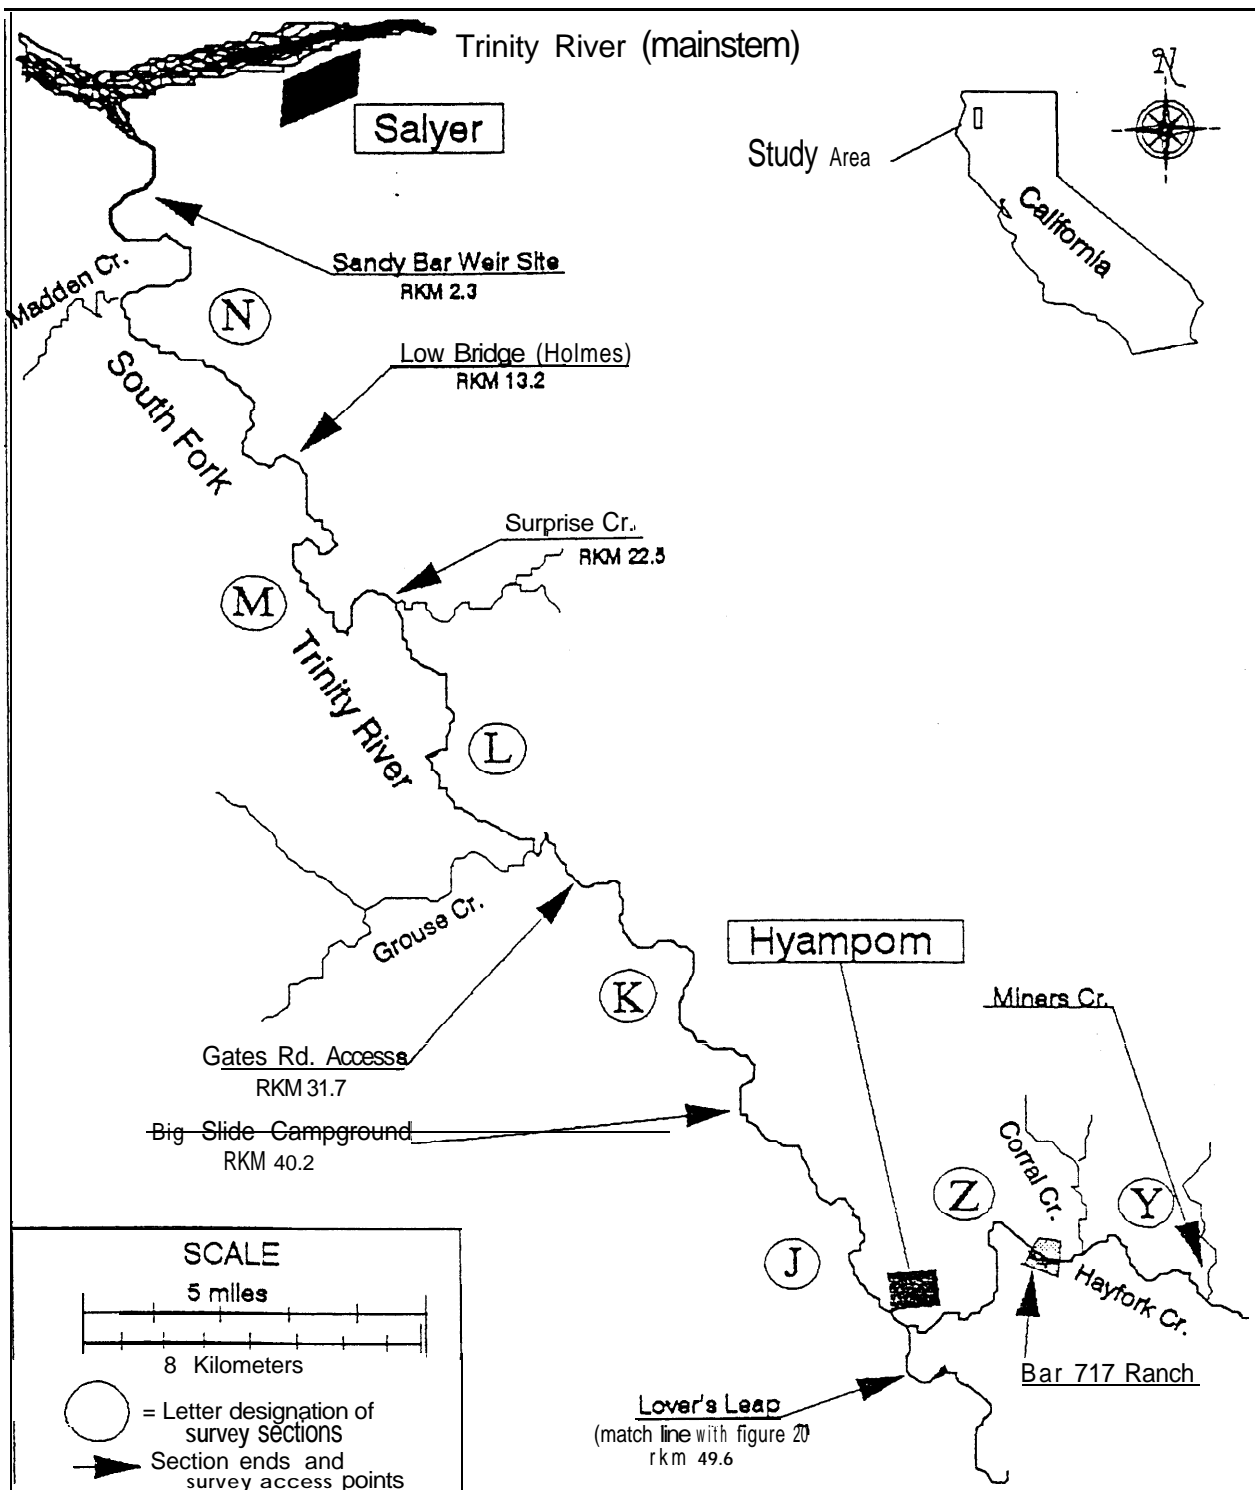 Trinity River (mainstem)
N
Salyer
Study Area
California
Sandy Bar Weir Site
RKM 2.3
Madden Cr.
N
South Fork
Low Bridge (Holmes)
RKM 13.2
Surprise Cr.
RKM 22.5
M
Trinity River
L
Grouse Cr.
Hyampom
K
Miners Cr.
Gates Rd. Access
RKM 31.7
Big Slide Campground
RKM 40.2
Corral Cr.
Z
Y
J
Hayfork Cr.
Bar 717 Ranch
Lover's Leap
(match line with figure 20
rkm 49.6
SCALE
5 miles
8 Kilometers
= Letter designation of
survey sections
Section ends and
survey access points